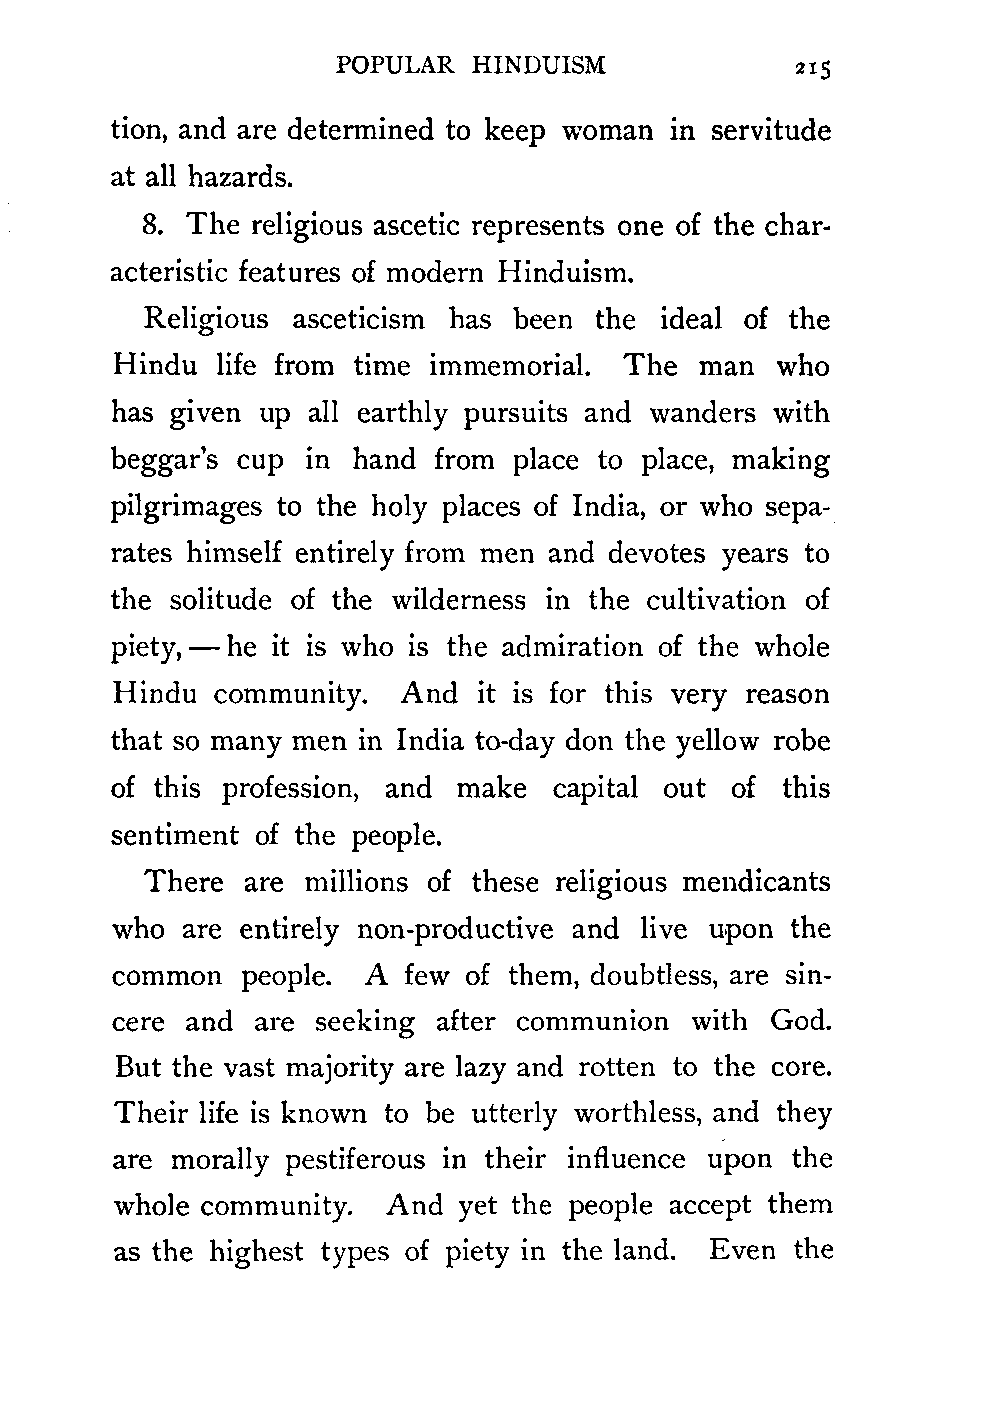 POPULAR HINDUISM 215
tion, and are determined to keep woman in servitude
at all hazards.
8. The religious ascetic represents one of the char-
acteristic features of modern Hinduism.
Religious asceticism has been the ideal of the
Hindu life from time immemorial. The man who
has given up all earthly pursuits and wanders with
beggar's cup in hand from place to place, making
pilgrimages to the holy places of India, or who sepa-
rates himself entirely from men and devotes years to
the solitude of the wilderness in the cultivation of
piety, — he it is who is the admiration of the whole
Hindu community. And it is for this very reason
that so many men in India to-day don the yellow robe
of this profession, and make capital out of this
sentiment of the people.
There are millions of these religious mendicants
who are entirely non-productive and live upon the
common people. A few of them, doubtless, are sin-
cere and are seeking after communion with God.
But the vast majority are lazy and rotten to the core.
Their life is known to be utterly worthless, and they
are morally pestiferous in their influence upon the
whole community. And yet the people accept them
as the highest types of piety in the land. Even the